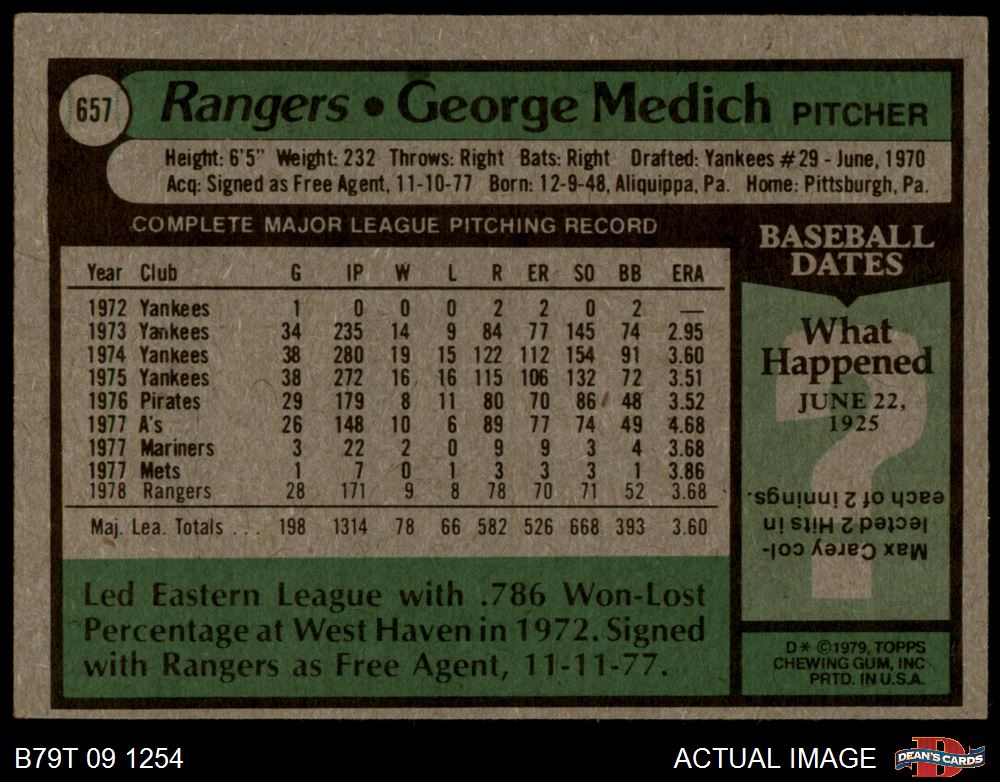 657 Rangers • George Medich PITCHER
Height: 6'5" Weight: 232 Throws: Right Bats: Right Drafted: Yankees #29 - June, 1970
Acq: Signed as Free Agent, 11-10-77 Born: 12-9-48, Aliquippa, Pa. Home: Pittsburgh, Pa.
COMPLETE MAJOR LEAGUE PITCHING RECORD
Year Club G IP W L R ER SO BB ERA
1972 Yankees 1 0 0 0 2 2 0 2 —
1973 Yankees 34 235 14 9 84 77 145 74 2.95
1974 Yankees 38 280 19 15 122 112 154 91 3.60
1975 Yankees 38 272 16 16 115 106 132 72 3.51
1976 Pirates 29 179 8 11 80 70 86 48 3.52
1977 A's 26 148 10 6 89 77 74 49 4.68
1977 Mariners 3 22 2 0 9 9 3 4 3.68
1977 Mets 1 7 0 1 3 3 3 1 3.86
1978 Rangers 28 171 9 8 78 70 71 52 3.68
Maj. Lea. Totals ... 198 1314 78 66 582 526 668 393 3.60
Led Eastern League with .786 Won-Lost
Percentage at West Haven in 1972. Signed
with Rangers as Free Agent, 11-11-77.
BASEBALL
DATES
What
Happened
JUNE 22,
1925
?
Max Carey col-
lected 2 Hits in
each of 2 innings.
D* ©1979, TOPPS
CHEWING GUM, INC
PRTD. IN U.S.A.
B79T 09 1254
ACTUAL IMAGE
D
DEAN'S CARDS